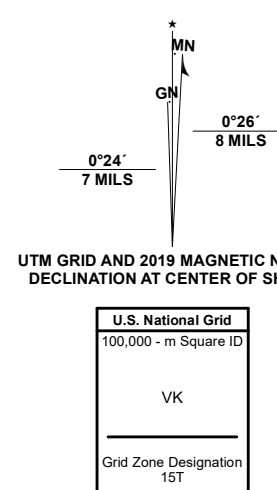 ★
MN
GN
0°26´
8 MILS
0°24´
7 MILS
UTM GRID AND 2019 MAGNETIC
DECLINATION AT CENTER OF
U.S. National Grid
100,000 - m Square ID
VK
Grid Zone Designation
15T